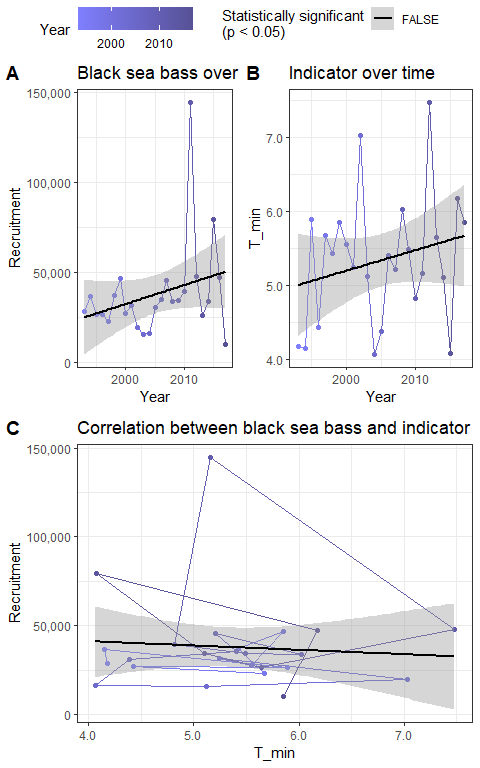 Year
2000 2010
Statistically significant
(p < 0.05)
FALSE
A Black sea bass over
B Indicator over time
150,000
100,000
50,000
0
Recruitment
2000 2010
Year
7.0
6.0
5.0
4.0
T_min
2000 2010
Year
C Correlation between black sea bass and indicator
150,000
100,000
50,000
0
Recruitment
4.0 5.0 6.0 7.0
T_min